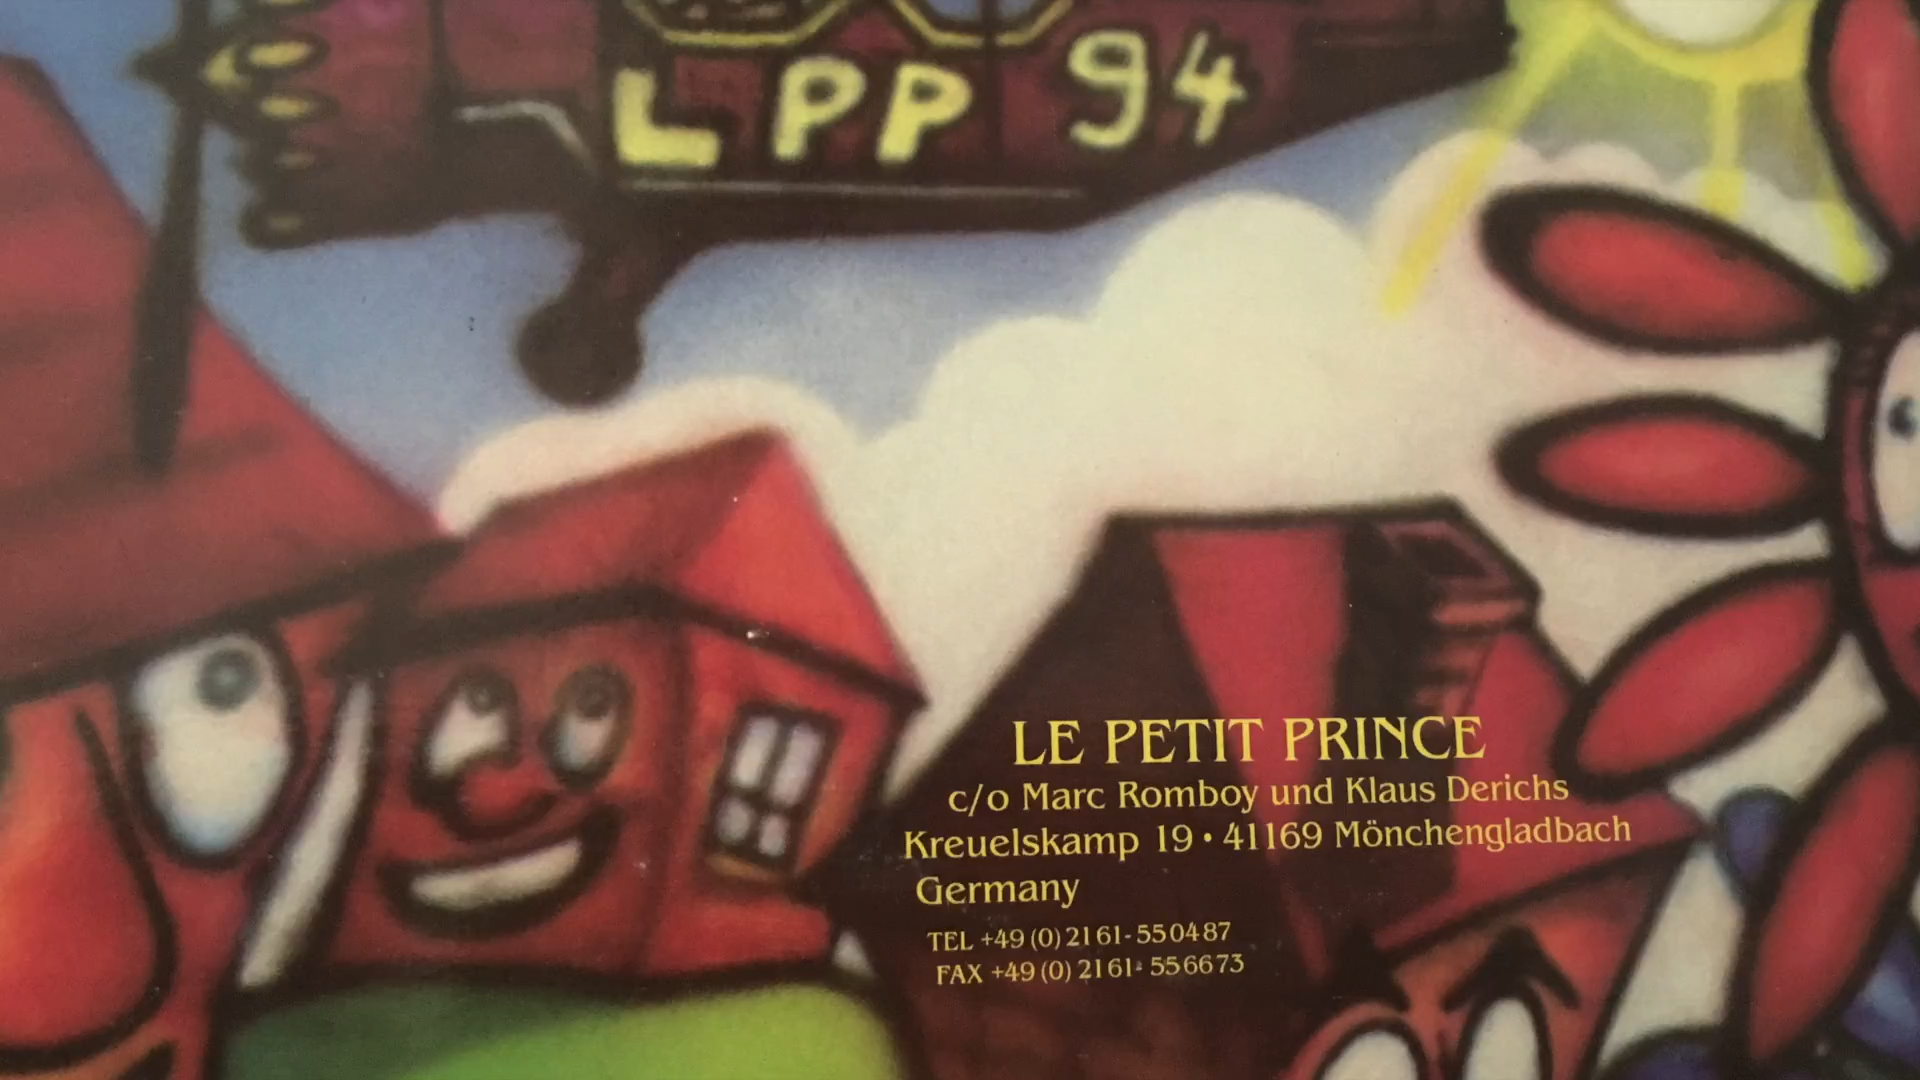 LPP 94
LE PETIT PRINCE
c/o Marc Romboy und Klaus Derichs
Kreuelskamp 19 • 41169 Mönchengladbach
Germany
TEL +49 (0) 2161-550487
FAX +49 (0) 2161-556673